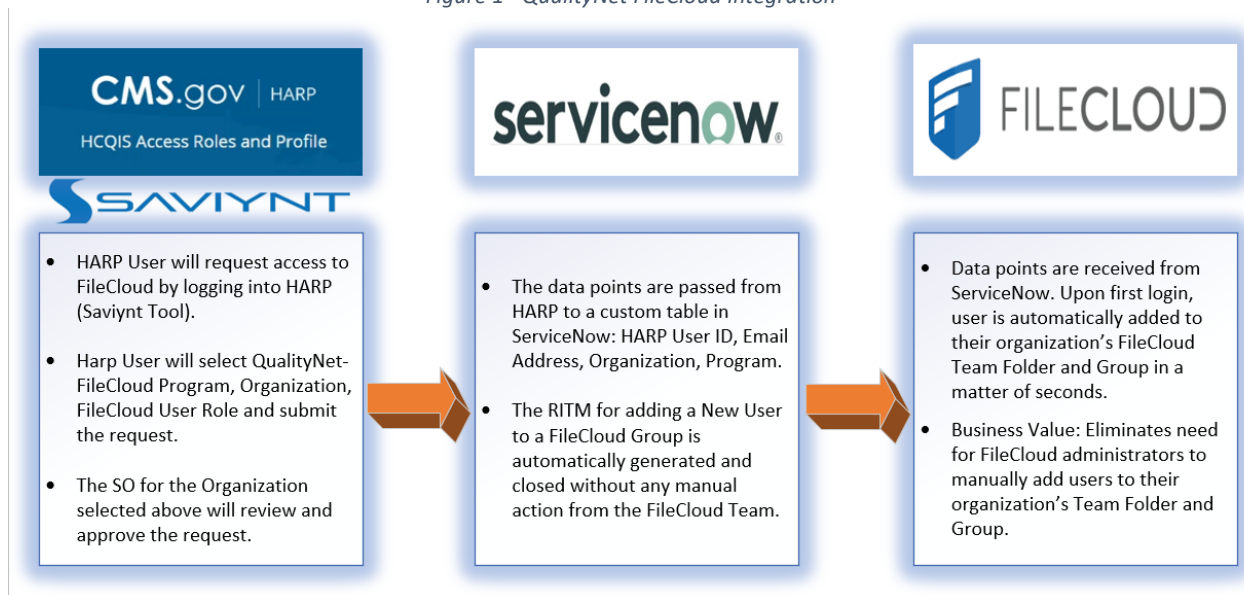 Figure 1 - QualityNet FileCloud Integration
CMS.gov | HARP
HCQIS Access Roles and Profile
SAVIYNT
• HARP User will request access to
FileCloud by logging into HARP
(Saviynt Tool).
• Harp User will select QualityNet-
FileCloud Program, Organization,
FileCloud User Role and submit
the request.
• The SO for the Organization
selected above will review and
approve the request.
servicenow®
• The data points are passed from
HARP to a custom table in
ServiceNow: HARP User ID, Email
Address, Organization, Program.
• The RITM for adding a New User
to a FileCloud Group is
automatically generated and
closed without any manual
action from the FileCloud Team.
FILECLOUD
• Data points are received from
ServiceNow. Upon first login,
user is automatically added to
their organization’s FileCloud
Team Folder and Group in a
matter of seconds.
• Business Value: Eliminates need
for FileCloud administrators to
manually add users to their
organization’s Team Folder and
Group.